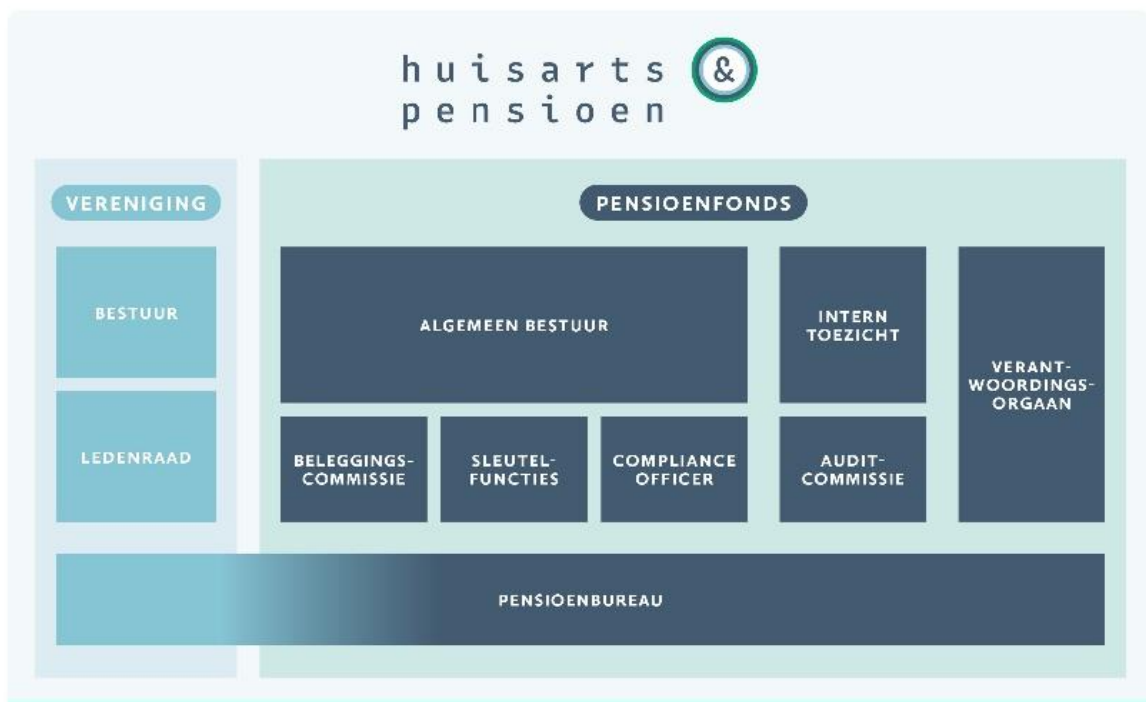 huisarts &
pensioen
VERENIGING
BESTUUR
LEDENRAAD
PENSIOENFONDS
ALGEMEEN BESTUUR
BELEGGINGS-
COMMISSIE
SLEUTEL-
FUNCTIES
COMPLIANCE
OFFICER
INTERN
TOEZICHT
AUDIT-
COMMISSIE
VERANT-
WOORDINGS-
ORGAAN
PENSIOENBUREAU